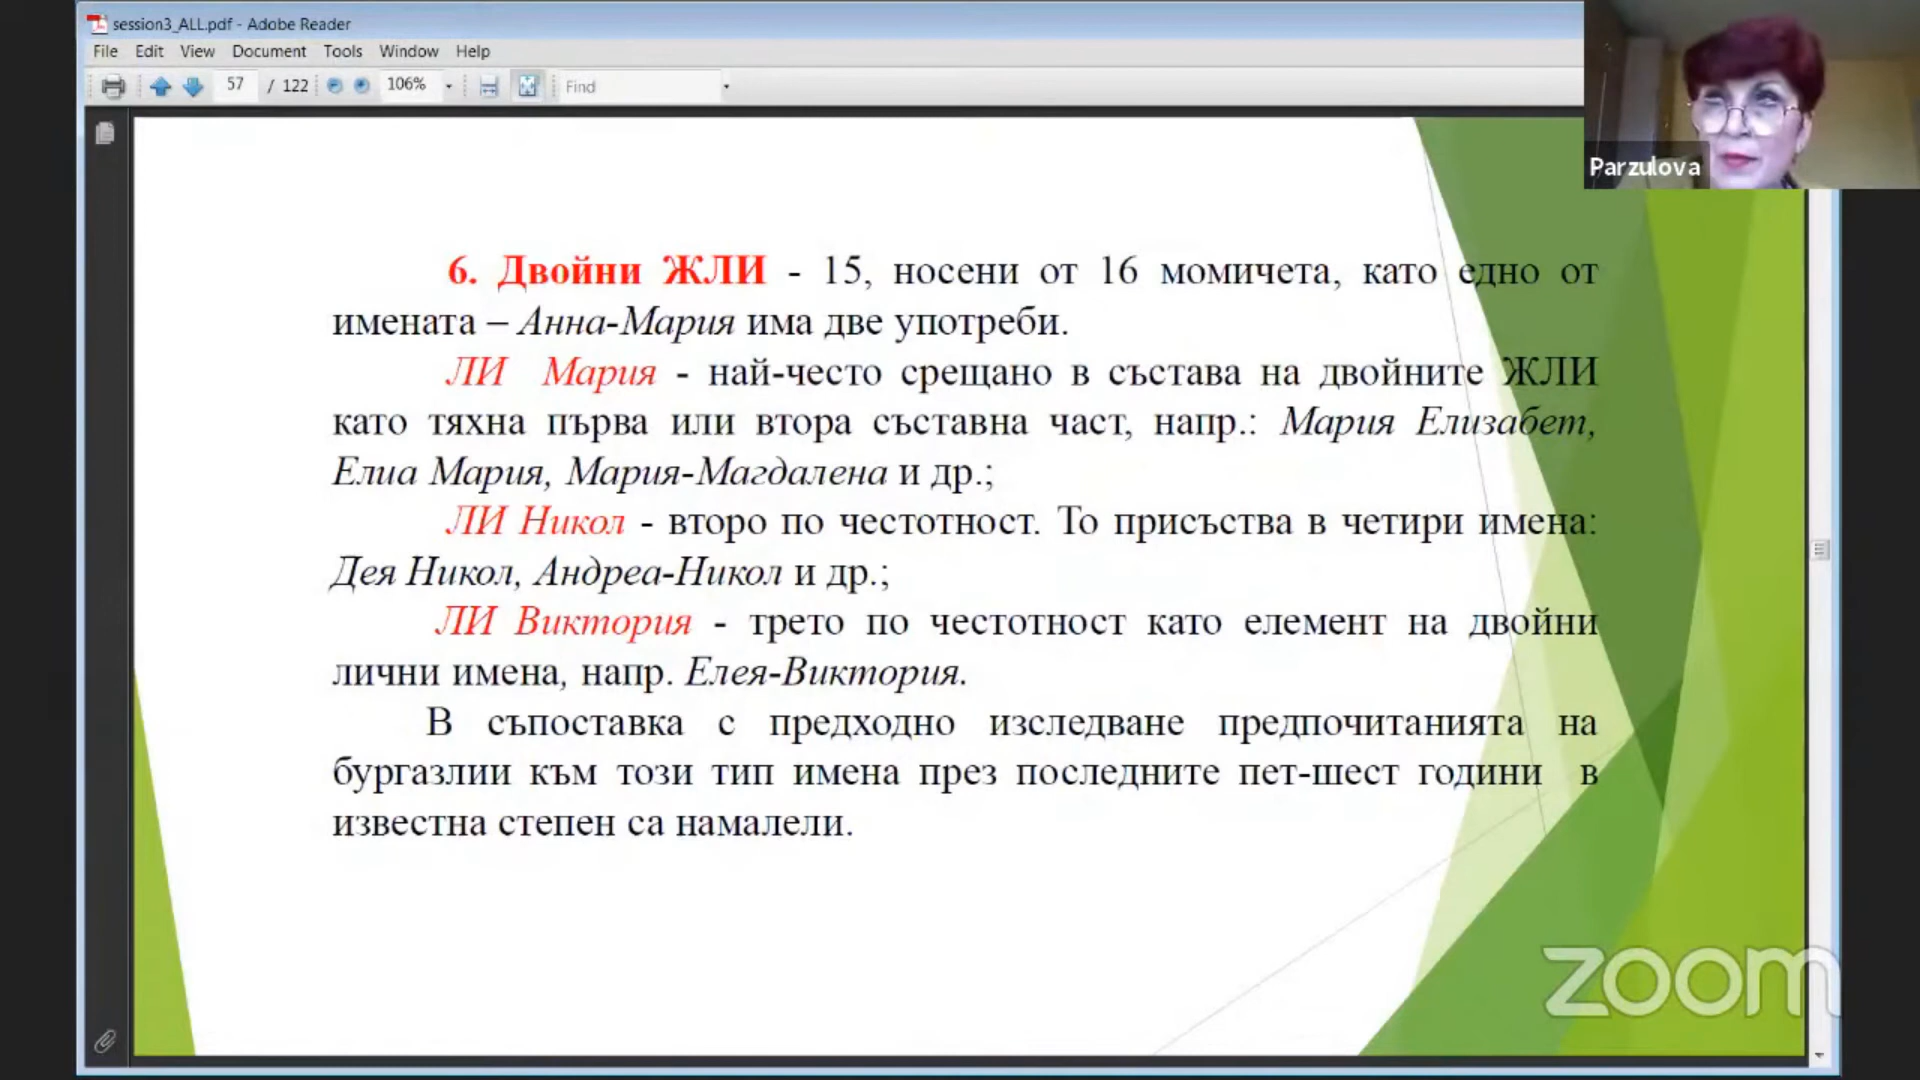 session3_ALL.pdf - Adobe Reader
File Edit View Document Tools Window Help
57 / 122 106% Find
Parzulova
6. Двойни ЖЛИ - 15, носени от 16 момичета, като едно от
имената – Анна-Мария има две употреби.
ЛИ Мария - най-често срещано в състава на двойните ЖЛИ
като тяхна първа или втора съставна част, напр.: Мария Елизабет,
Елиа Мария, Мария-Магдалена и др.;
ЛИ Никол - второ по честотност. То присъства в четири имена:
Дея Никол, Андреа-Никол и др.;
ЛИ Виктория - трето по честотност като елемент на двойни
лични имена, напр. Елея-Виктория.
В съпоставка с предходно изследване предпочитанията на
бургазлии към този тип имена през последните пет-шест години в
известна степен са намалели.
zoom